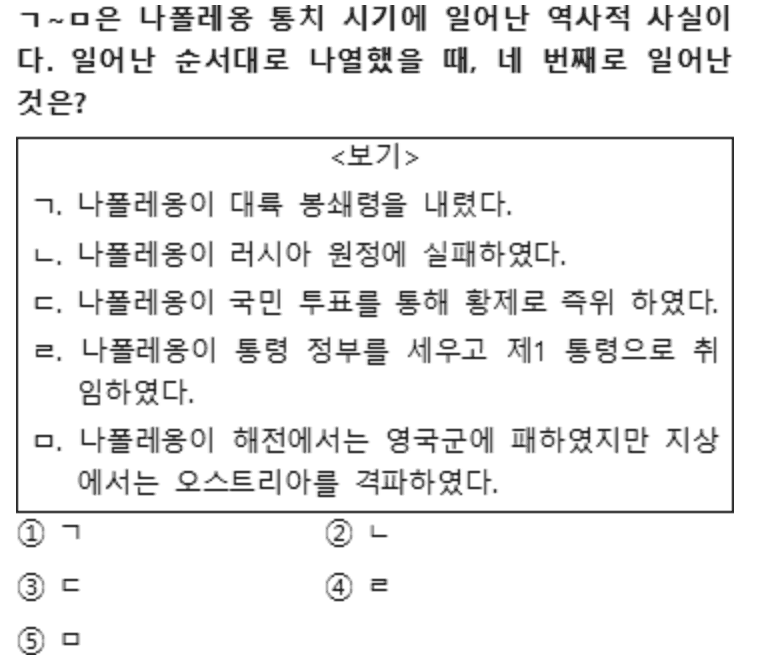 ㄱ~ㅁ은 나폴레옹 통치 시기에 일어난 역사적 사실이
다. 일어난 순서대로 나열했을 때, 네 번째로 일어난
것은?
<보기>
ㄱ. 나폴레옹이 대륙 봉쇄령을 내렸다.
ㄴ. 나폴레옹이 러시아 원정에 실패하였다.
ㄷ. 나폴레옹이 국민 투표를 통해 황제로 즉위 하였다.
ㄹ. 나폴레옹이 통령 정부를 세우고 제1 통령으로 취
임하였다.
ㅁ. 나폴레옹이 해전에서는 영국군에 패하였지만 지상
에서는 오스트리아를 격파하였다.
① ㄱ ② ㄴ
③ ㄷ ④ ㄹ
⑤ ㅁ